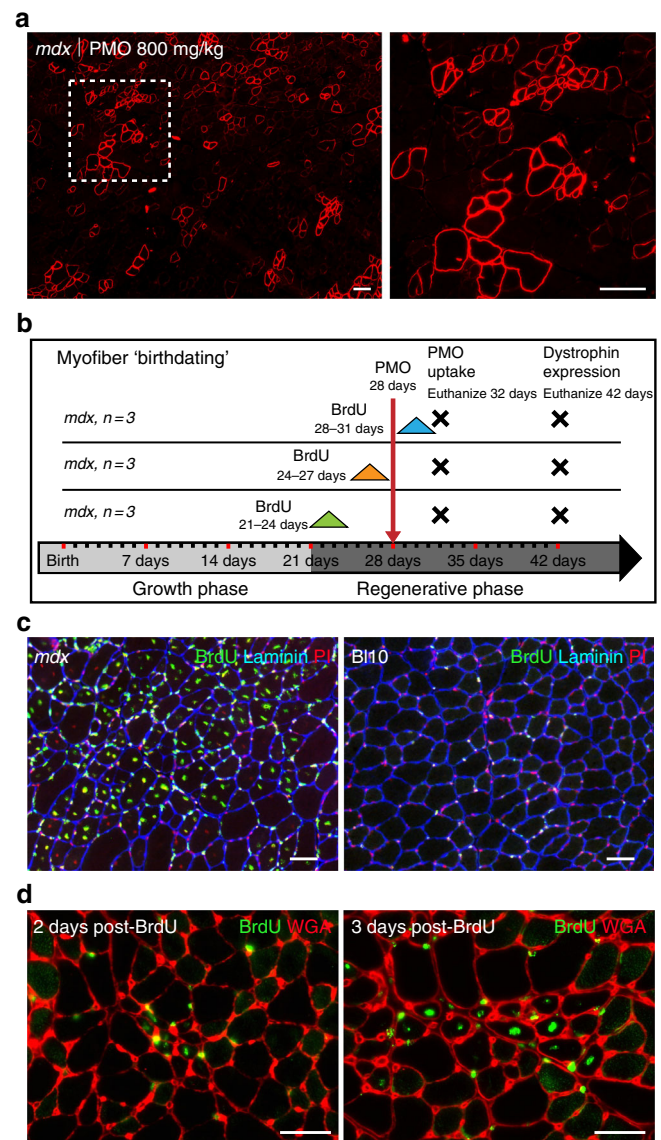 a
mdx | PMO 800 mg/kg
b
Myofiber 'birthdating'
PMO
28 days
PMO
uptake
Euthanize 32 days
Dystrophin
expression
Euthanize 42 days
mdx, n = 3
BrdU
28–31 days
mdx, n = 3
BrdU
24–27 days
mdx, n = 3
BrdU
21–24 days
Birth 7 days 14 days 21 days 28 days 35 days 42 days
Growth phase Regenerative phase
c
mdx BrdU Laminin PI
Bl10 BrdU Laminin PI
d
2 days post-BrdU BrdU WGA
3 days post-BrdU BrdU WGA